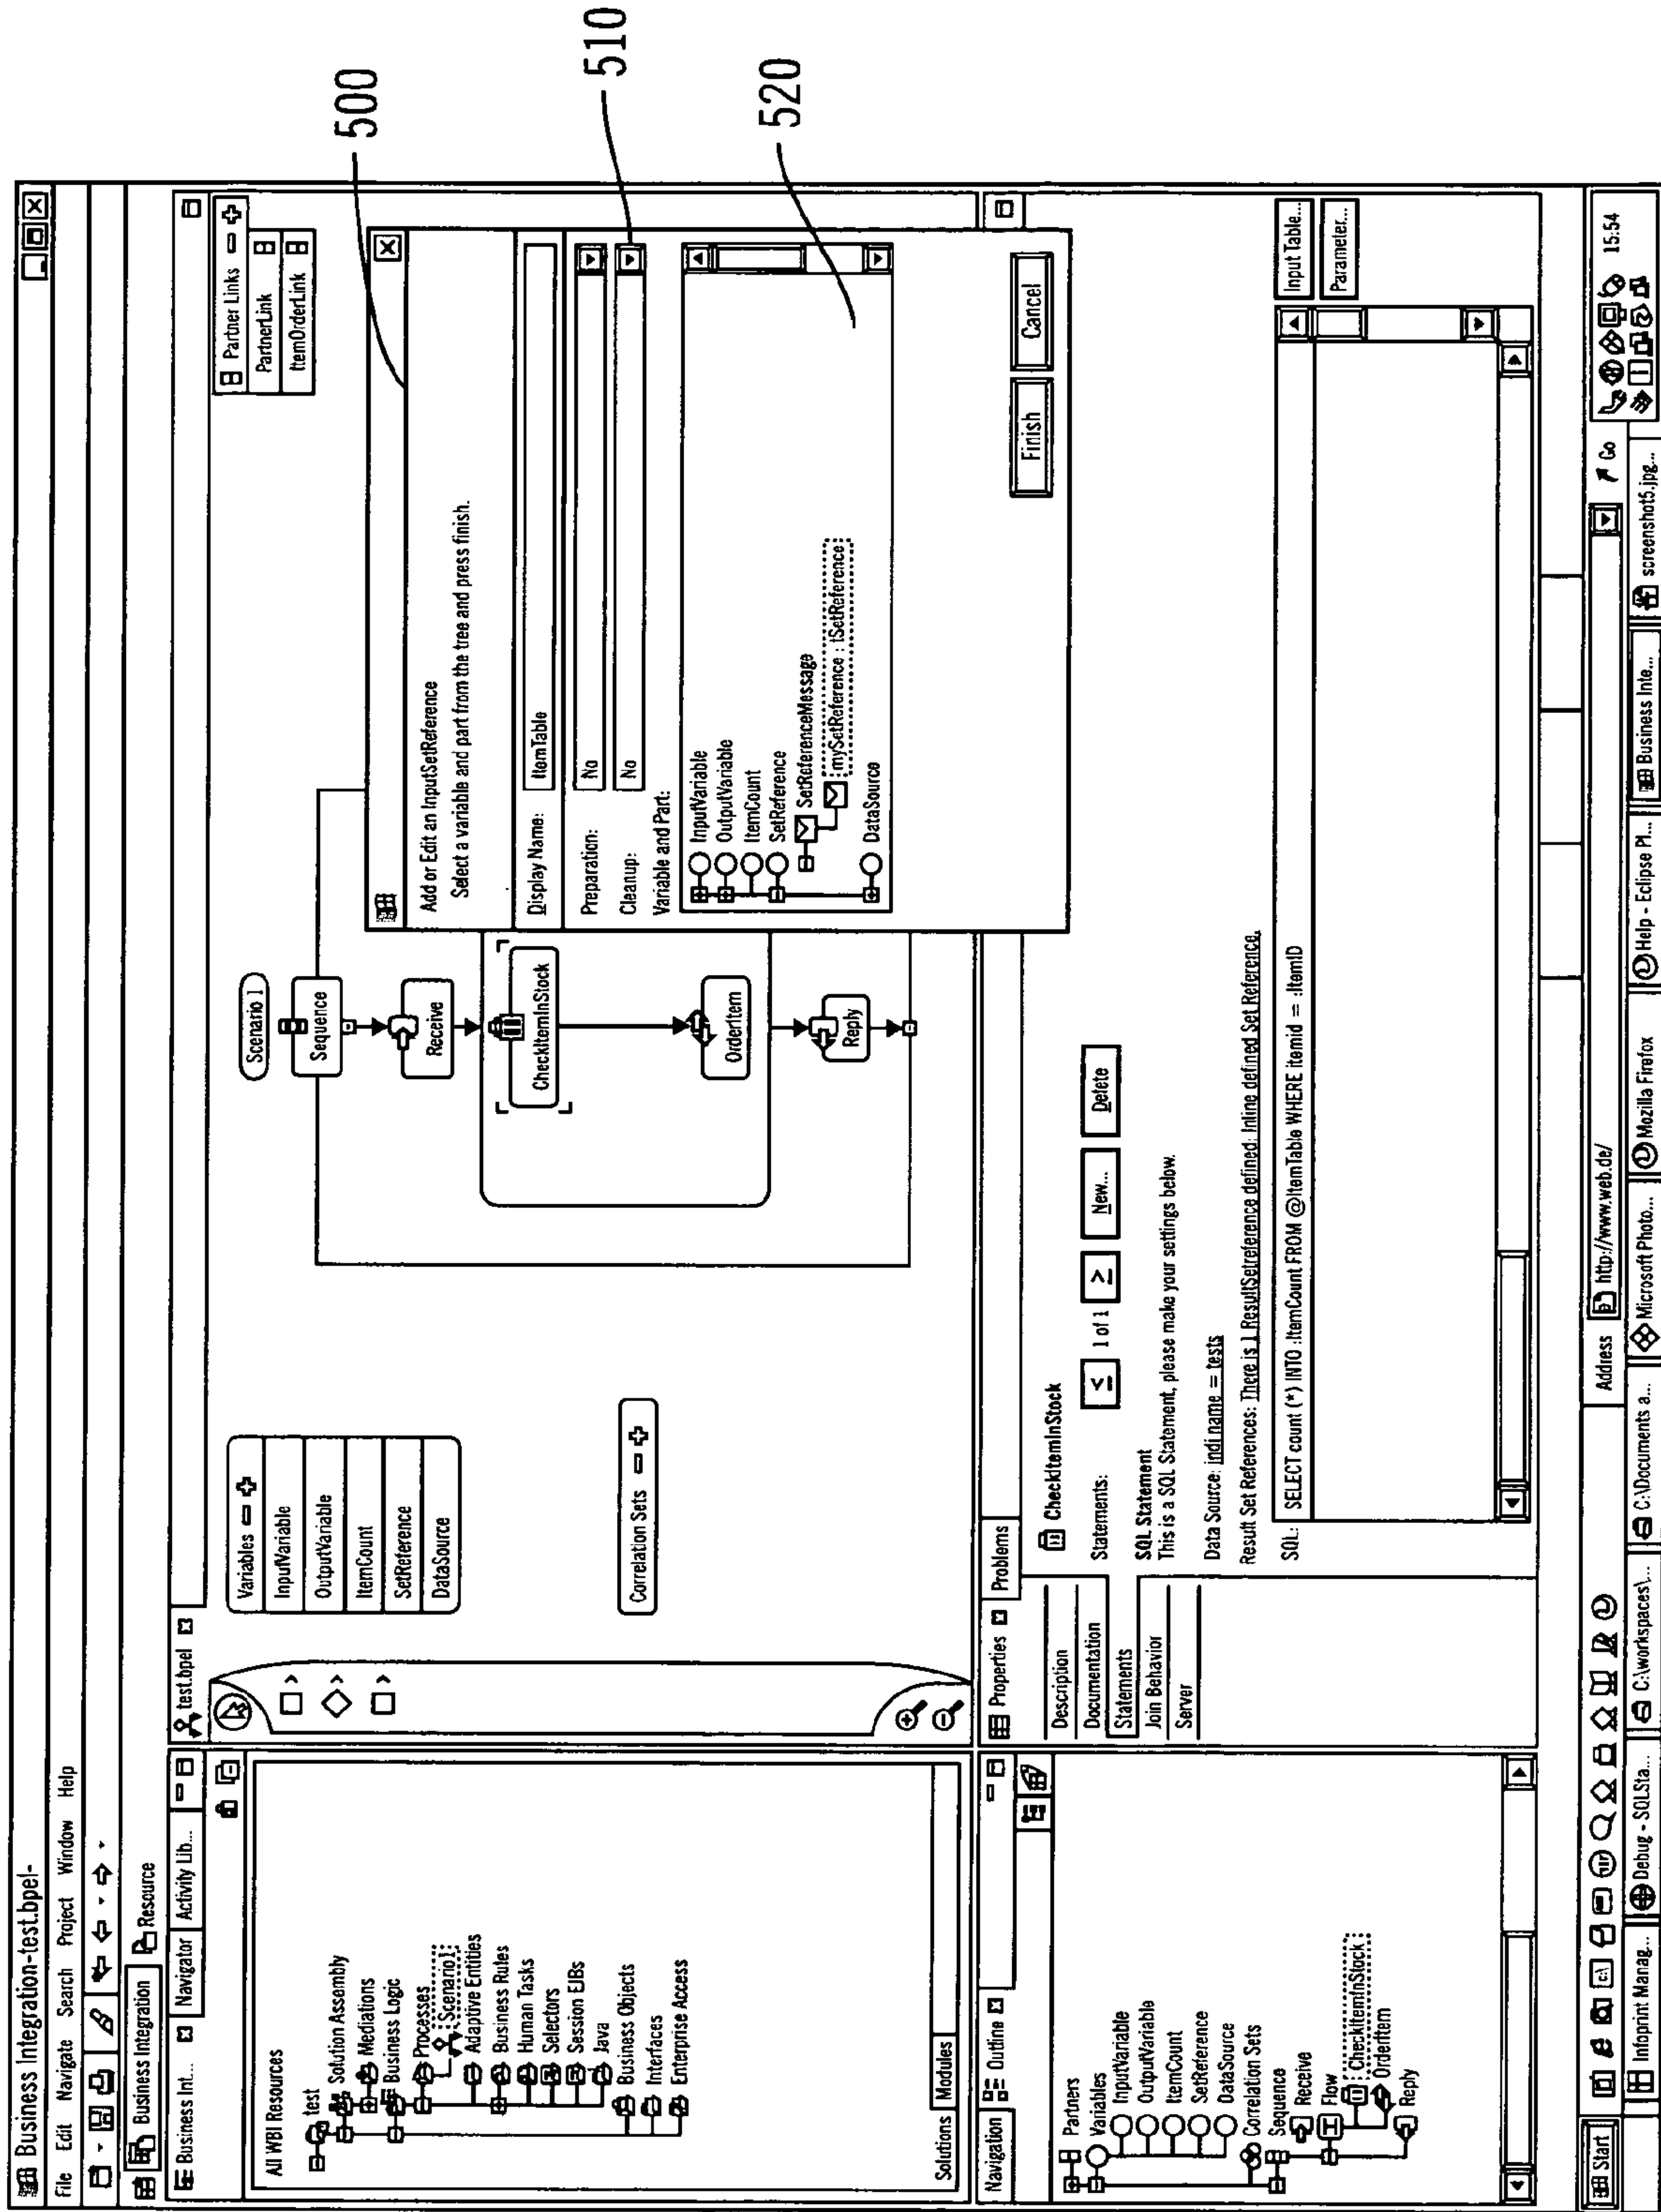 Business Integration-test.bpel-
File Edit Navigate Search Project Window Help
Business Integration Resource
Business Int... Navigator Activity Lib...
All WBI Resources
test
Solution Assembly
Mediations
Business Logic
Processes
Scenario1
Adaptive Entities
Business Rules
Human Tasks
Selectors
Session EJBs
Java
Business Objects
Interfaces
Enterprise Access
Solutions Modules
Navigation Outline
Partners
Variables
InputVariable
OutputVariable
ItemCount
SetReference
DataSource
Correlation Sets
Sequence
Receive
Flow
CheckItemInStock
OrderItem
Reply
test.bpel
Variables
InputVariable
OutputVariable
ItemCount
SetReference
DataSource
Correlation Sets
Scenario 1
Sequence
Receive
CheckItemInStock
OrderItem
Reply
Partner Links
PartnerLink
ItemOrderLink
Add or Edit an InputSetReference
Select a variable and part from the tree and press finish.
Display Name: ItemTable
Preparation: No
Cleanup: No
Variable and Part:
InputVariable
OutputVariable
ItemCount
SetReference
SetReferenceMessage
mySetReference : tSetReference
DataSource
Finish Cancel
500
510
520
Properties Problems
Description
Documentation
Statements
Join Behavior
Server
CheckItemInStock
Statements: < 1 of 1 > New... Delete
SQL Statement
This is a SQL Statement, please make your settings below.
Data Source: jndi name = tests
Result Set References: There is 1 ResultSetreference defined: Inline defined Set Reference.
SQL: SELECT count (*) INTO :ItemCount FROM @ItemTable WHERE itemid = :ItemID
Input Table...
Parameter...
Address http://www.web.de/ Go
15:54
Start Infoprint Manag... Debug - SQLSta... C:\workspaces\... C:\Documents a... Microsoft Photo... Mozilla Firefox Help - Eclipse Pl... Business Inte... screenshot5.jpg...